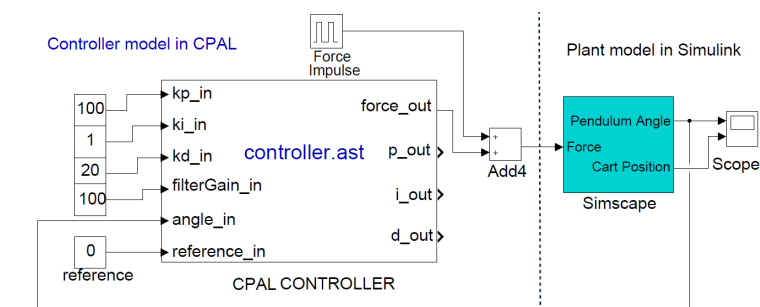 Controller model in CPAL
Force
Impulse
Plant model in Simulink
100
kp_in
force_out
1
ki_in
20
kd_in
controller.ast
p_out
100
filterGain_in
i_out
angle_in
d_out
0
reference_in
reference
CPAL CONTROLLER
+
+
Add4
Pendulum Angle
Force
Cart Position
Simscape
Scope